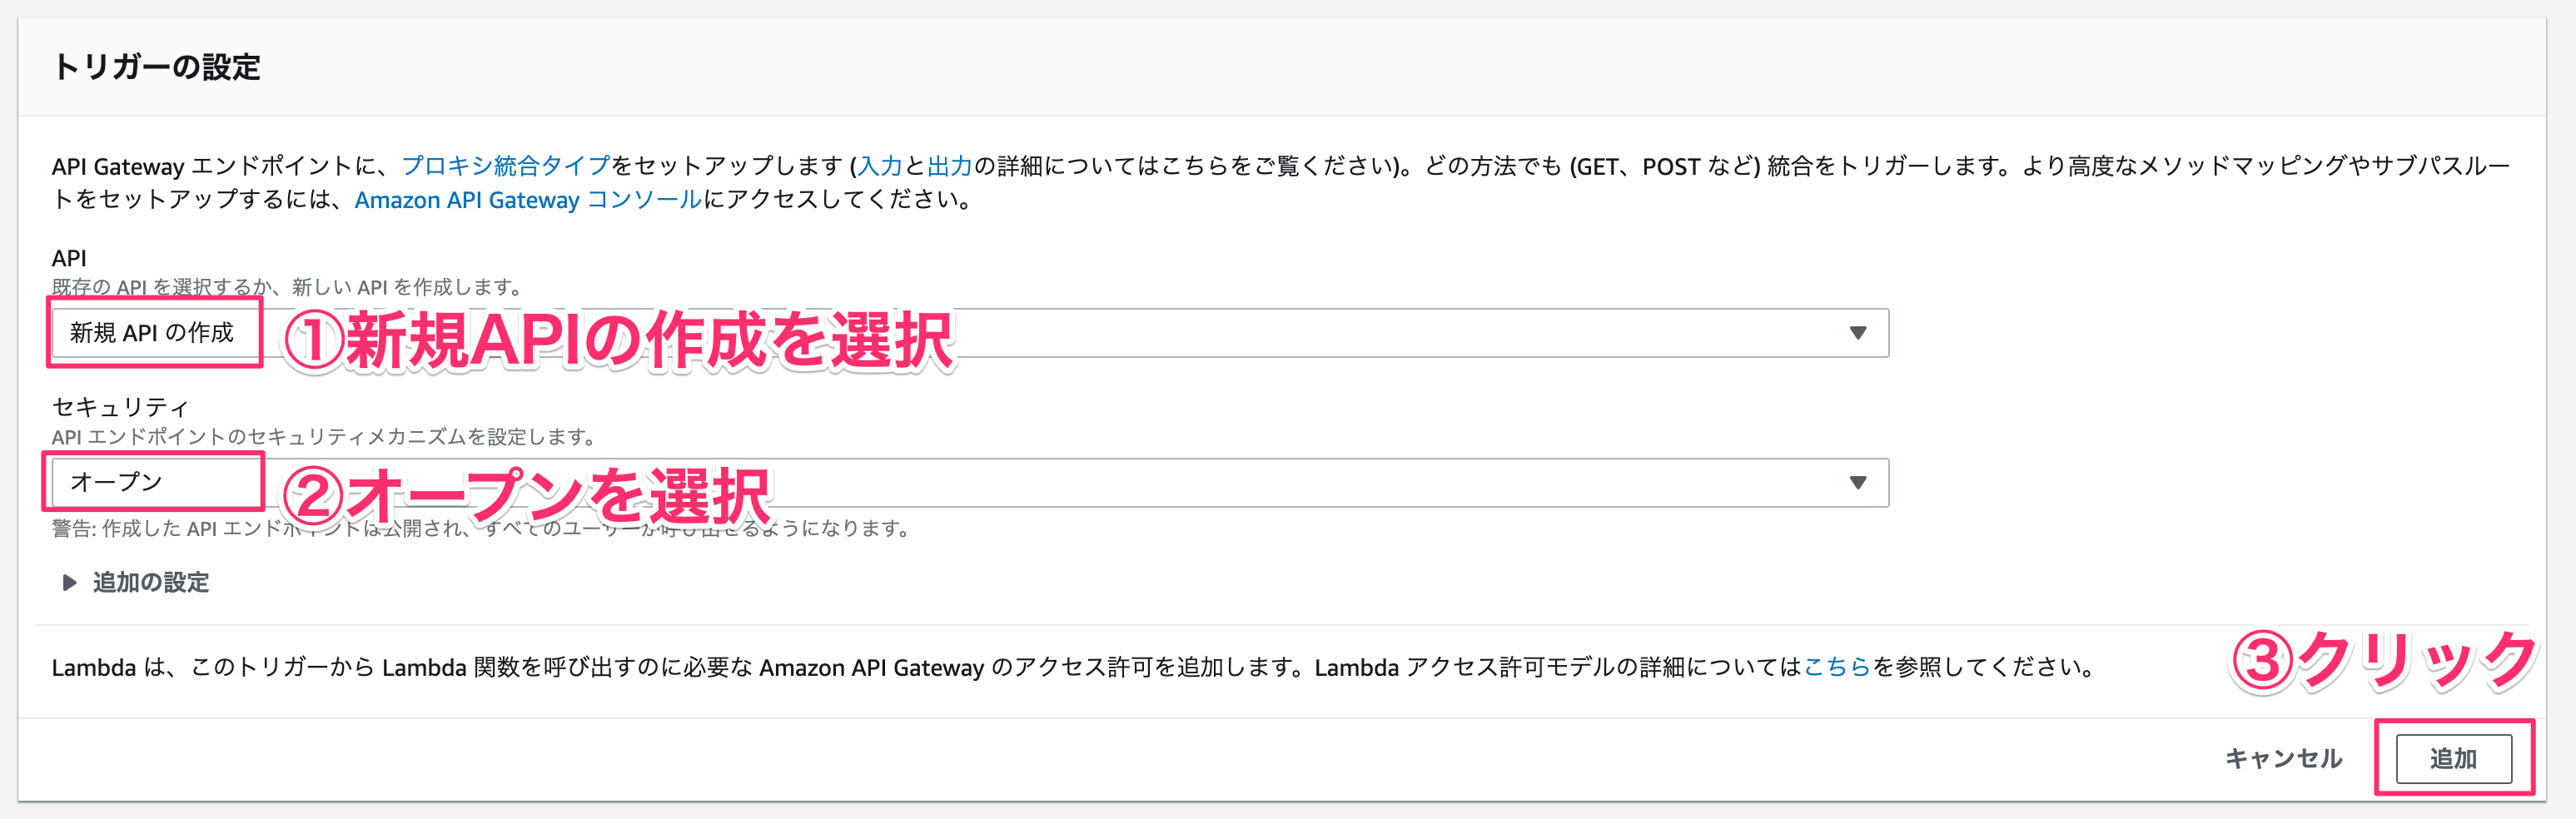 トリガーの設定
API Gateway エンドポイントに、プロキシ統合タイプをセットアップします (入力と出力の詳細についてはこちらをご覧ください)。どの方法でも (GET、POST など) 統合をトリガーします。より高度なメソッドマッピングやサブパスルー
トをセットアップするには、Amazon API Gateway コンソールにアクセスしてください。
API
既存の API を選択するか、新しい API を作成します。
新規 API の作成
①新規APIの作成を選択
セキュリティ
API エンドポイントのセキュリティメカニズムを設定します。
オープン
②オープンを選択
警告: 作成した API エンドポイントは公開され、すべてのユーザーが呼び出せるようになります。
追加の設定
Lambda は、このトリガーから Lambda 関数を呼び出すのに必要な Amazon API Gateway のアクセス許可を追加します。Lambda アクセス許可モデルの詳細についてはこちらを参照してください。
③クリック
キャンセル
追加